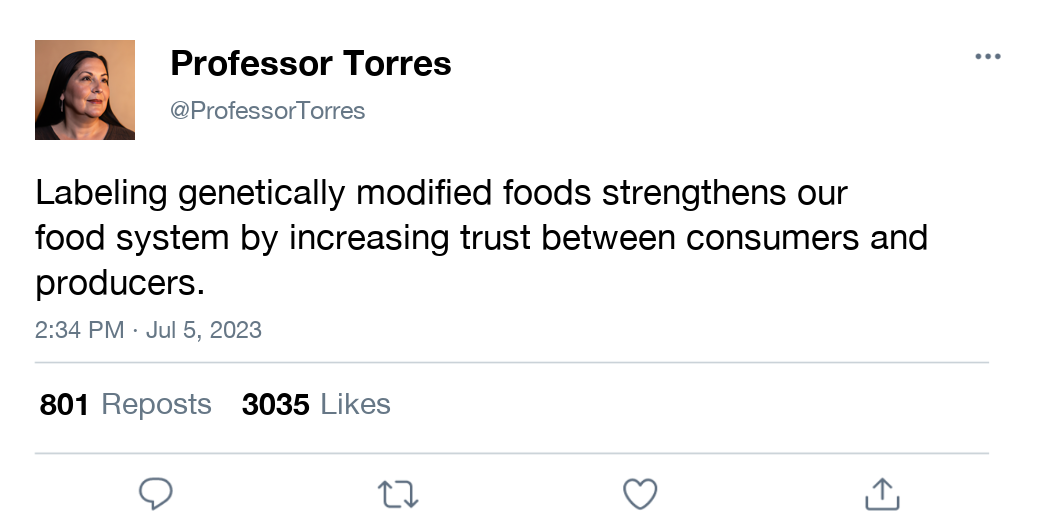 Professor Torres
@ProfessorTorres
Labeling genetically modified foods strengthens our
food system by increasing trust between consumers and
producers.
2:34 PM · Jul 5, 2023
801 Reposts 3035 Likes